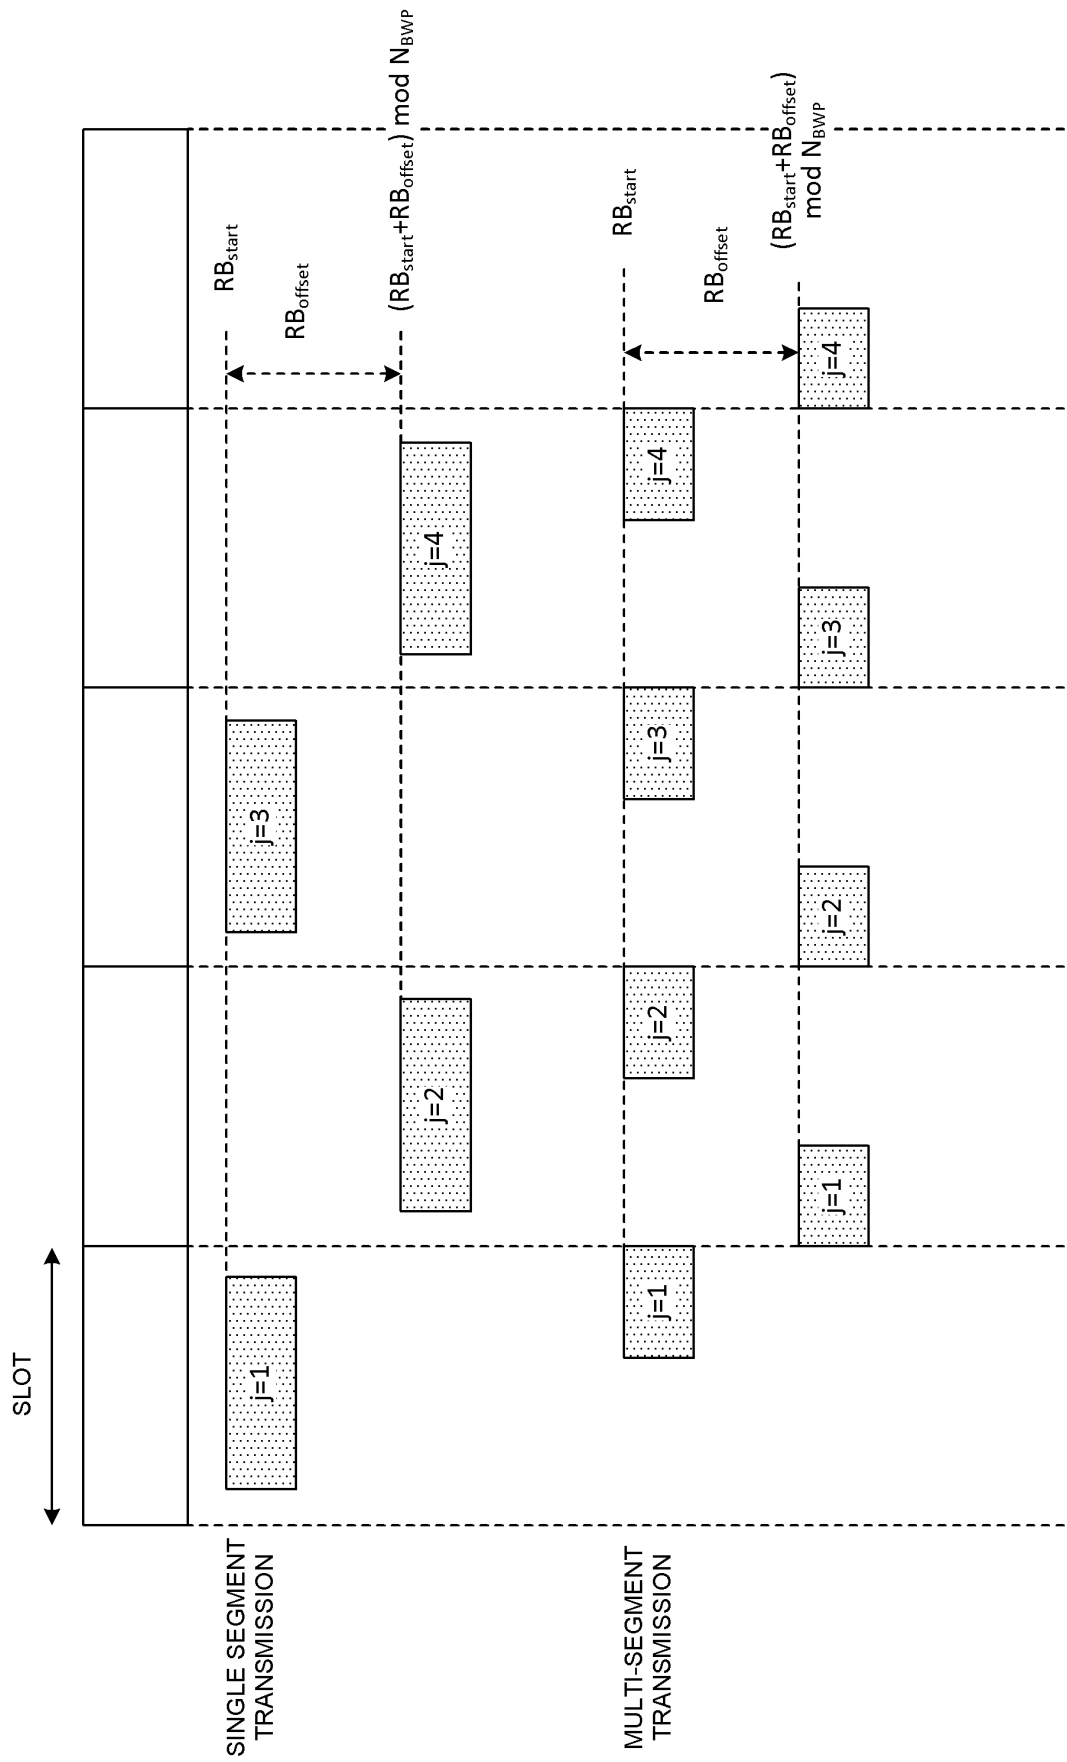 SLOT
SINGLE SEGMENT
TRANSMISSION
j=1
j=2
j=3
j=4
RBstart
RBoffset
(RBstart+RBoffset) mod NBWP
MULTI-SEGMENT
TRANSMISSION
j=1
j=1
j=2
j=2
j=3
j=3
j=4
j=4
RBstart
RBoffset
(RBstart+RBoffset)
mod NBWP